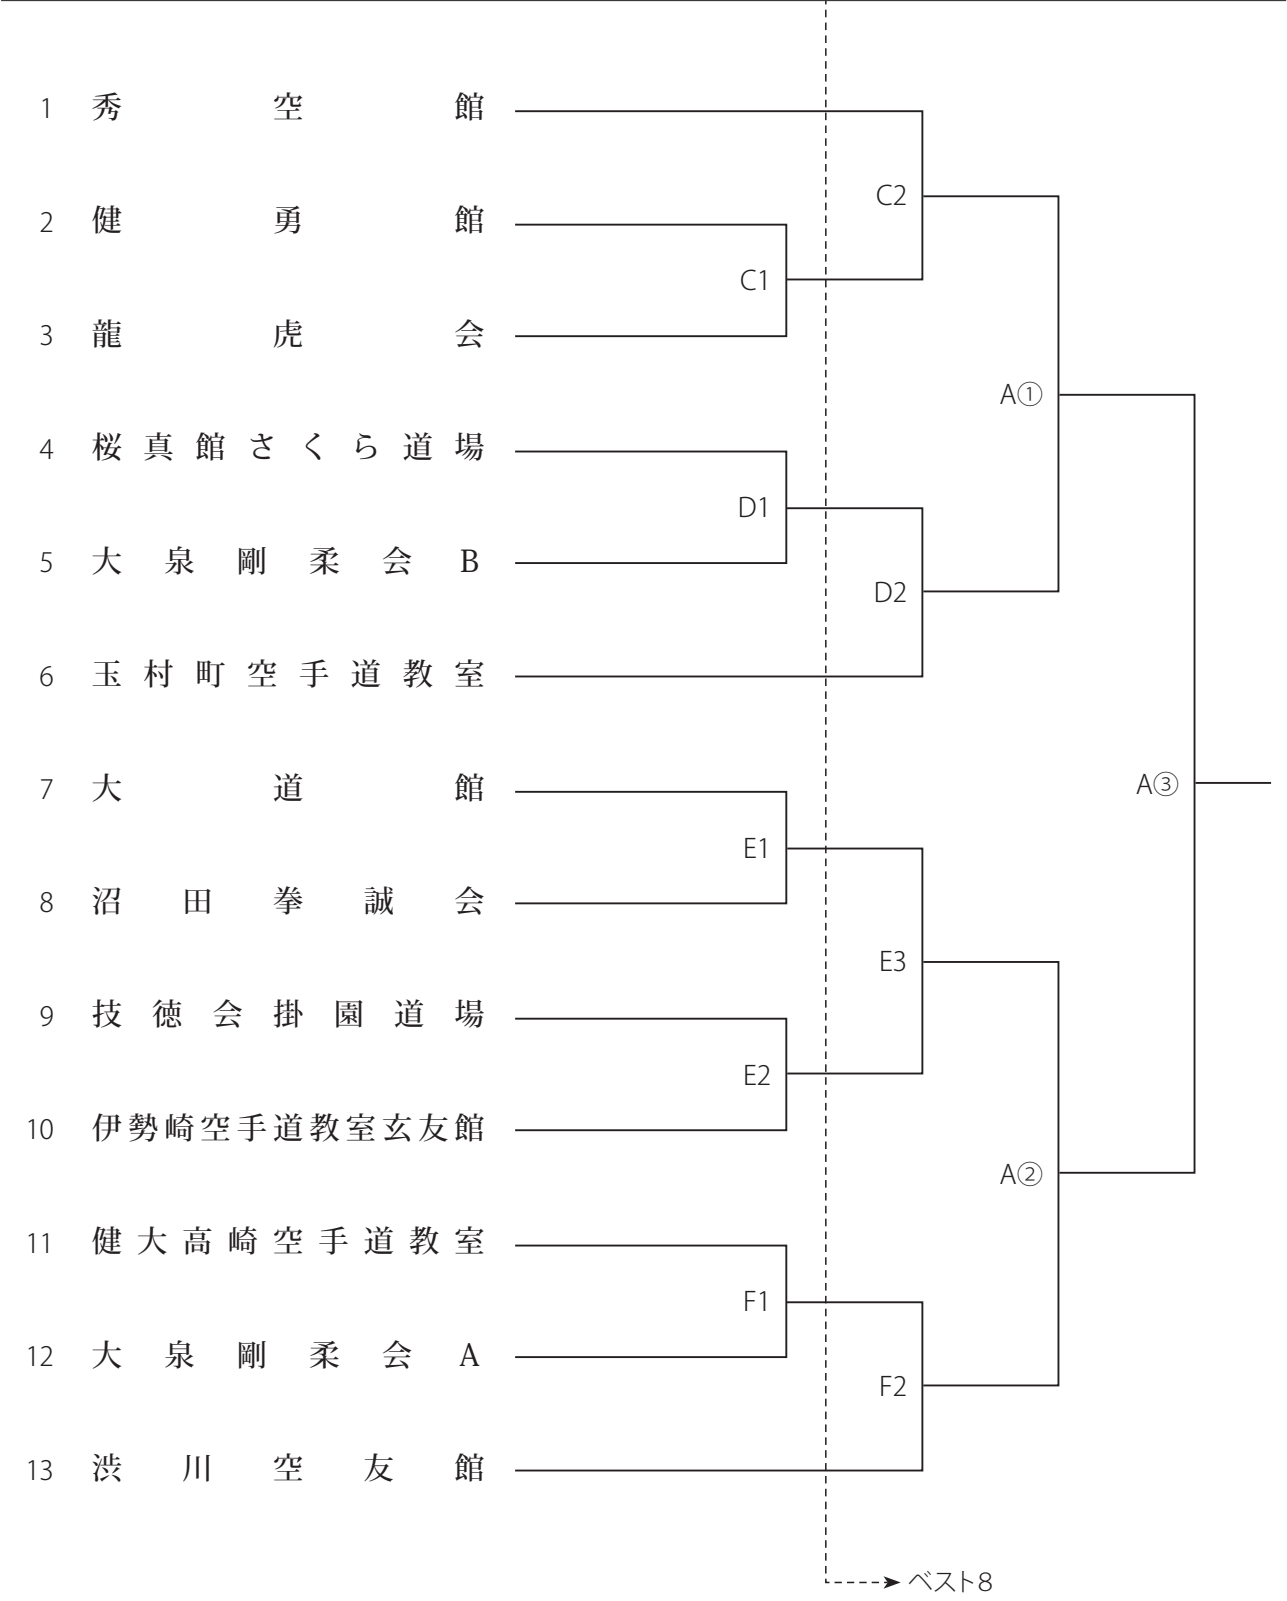 1 秀空館
C2
2 健勇館
C1
3 龍虎会
A①
4 桜真館さくら道場
D1
5 大泉剛柔会B
D2
6 玉村町空手道教室
7 大道館
A③
E1
8 沼田拳誠会
E3
9 技徳会掛園道場
E2
10 伊勢崎空手道教室玄友館
A②
11 健大高崎空手道教室
F1
12 大泉剛柔会A
F2
13 渋川空友館
ベスト8